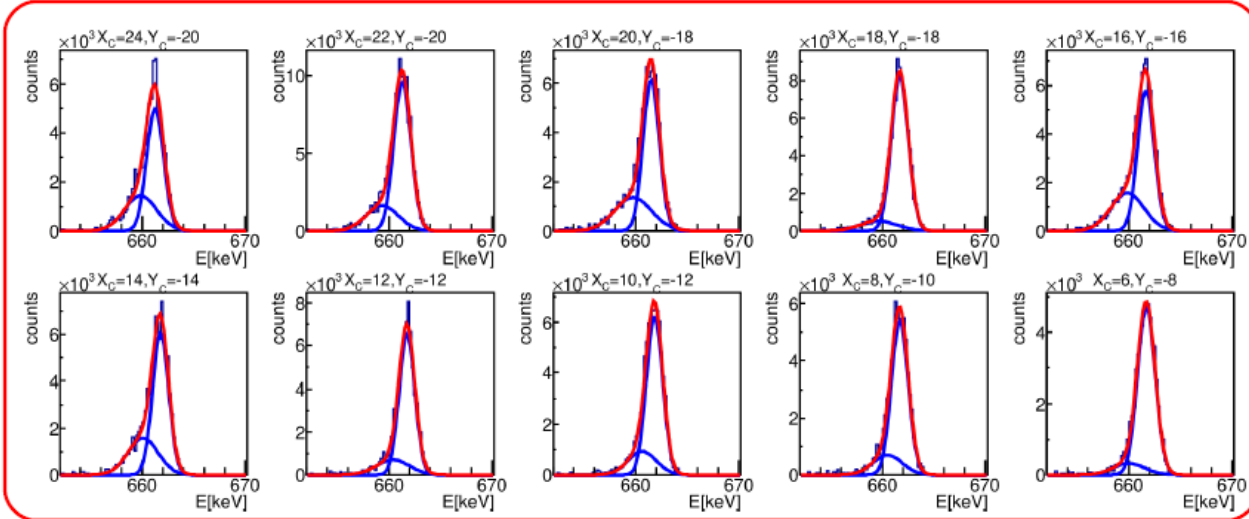 ×10³ X_C=24,Y_C=-20
counts
6
4
2
0
660 670
E[keV]
×10³ X_C=22,Y_C=-20
counts
10
5
0
660 670
E[keV]
×10³ X_C=20,Y_C=-18
counts
6
4
2
0
660 670
E[keV]
×10³ X_C=18,Y_C=-18
counts
8
6
4
2
0
660 670
E[keV]
×10³ X_C=16,Y_C=-16
counts
6
4
2
0
660 670
E[keV]
×10³ X_C=14,Y_C=-14
counts
6
4
2
0
660 670
E[keV]
×10³ X_C=12,Y_C=-12
counts
8
6
4
2
0
660 670
E[keV]
×10³ X_C=10,Y_C=-12
counts
6
4
2
0
660 670
E[keV]
×10³ X_C=8,Y_C=-10
counts
6
4
2
0
660 670
E[keV]
×10³ X_C=6,Y_C=-8
counts
4
2
0
660 670
E[keV]